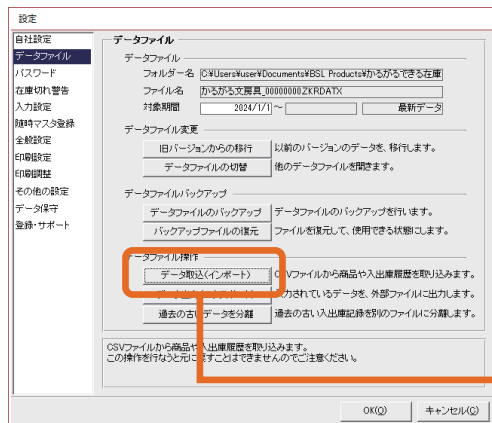 設定
自社設定
データファイル
パスワード
在庫切れ警告
入力設定
随時マスタ登録
全般設定
印刷設定
印刷調整
その他の設定
データ保守
登録・サポート
データファイル
データファイル
フォルダー名 C:¥Users¥user¥Documents¥BSL Products¥かるがるできる在庫
ファイル名 かるがる文房具_00000000ZKRDATX
対象期間 2024/1/1 ～ 最新データ
データファイル変更
旧バージョンからの移行 以前のバージョンのデータを、移行します。
データファイルの切替 他のデータファイルを開きます。
データファイルバックアップ
データファイルのバックアップ データファイルのバックアップを行います。
バックアップファイルの復元 ファイルを復元して、使用できる状態にします。
データファイル操作
データ取込(インポート) CSVファイルから商品や入出庫履歴を取り込みます。
入力されているデータを、外部ファイルに出力します。
過去の古いデータを分離 過去の古い入出庫記録を別のファイルに分離します。
CSVファイルから商品や入出庫履歴を取り込みます。
この操作を行なうと元に戻すことはできませんのでご注意ください。
OK(O) キャンセル(C)